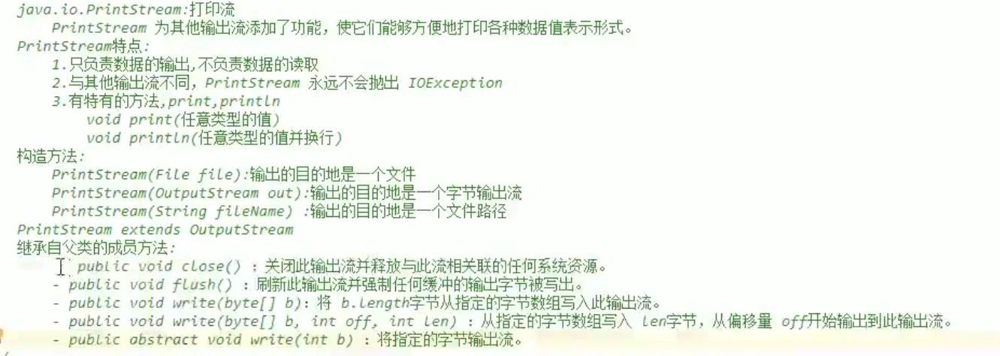 java.io.PrintStream:打印流
PrintStream 为其他输出流添加了功能，使它们能够方便地打印各种数据值表示形式。
PrintStream特点:
1.只负责数据的输出,不负责数据的读取
2.与其他输出流不同，PrintStream 永远不会抛出 IOException
3.有特有的方法,print,println
void print(任意类型的值)
void println(任意类型的值并换行)
构造方法:
PrintStream(File file):输出的目的地是一个文件
PrintStream(OutputStream out):输出的目的地是一个字节输出流
PrintStream(String fileName) :输出的目的地是一个文件路径
PrintStream extends OutputStream
继承自父类的成员方法:
public void close() ：关闭此输出流并释放与此流相关联的任何系统资源。
- public void flush() ：刷新此输出流并强制任何缓冲的输出字节被写出。
- public void write(byte[] b)：将 b.length字节从指定的字节数组写入此输出流。
- public void write(byte[] b, int off, int len) ：从指定的字节数组写入 len字节，从偏移量 off开始输出到此输出流。
- public abstract void write(int b) ：将指定的字节输出流。